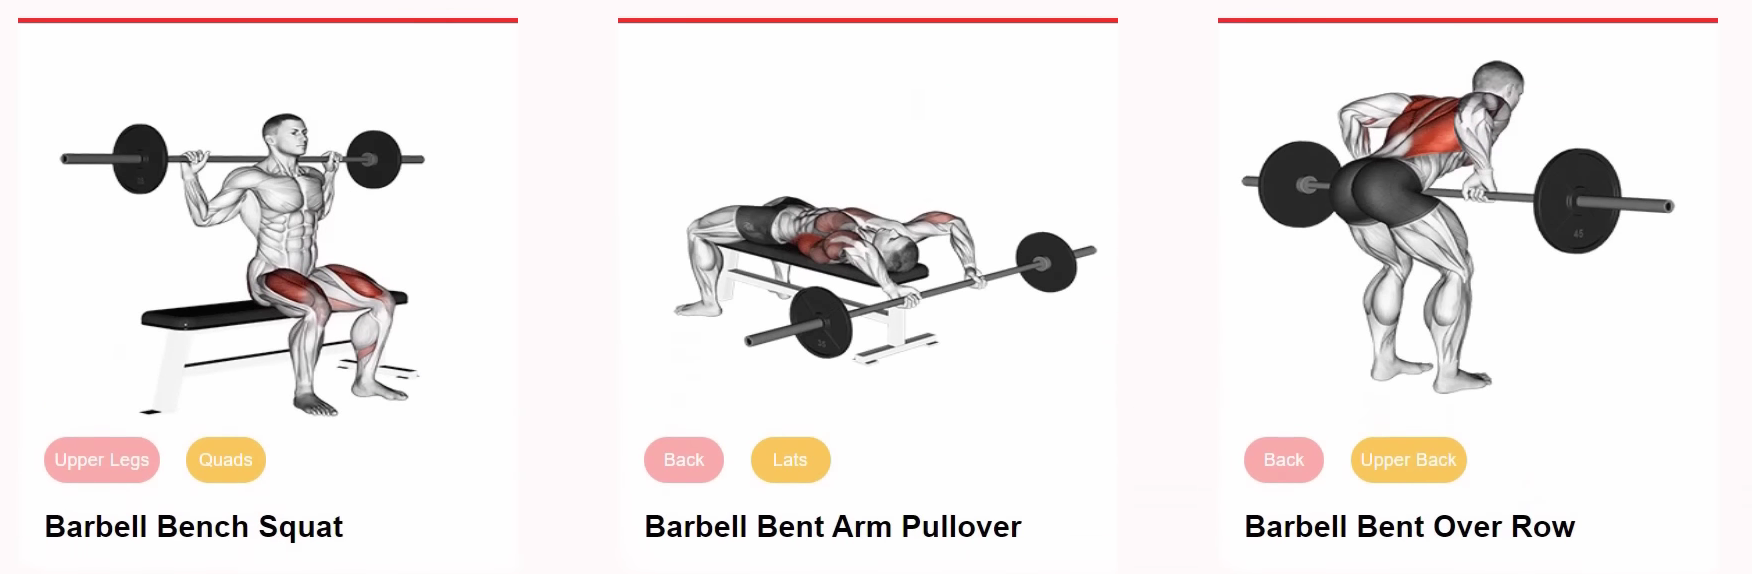 Upper Legs
Quads
Barbell Bench Squat
Back
Lats
Barbell Bent Arm Pullover
45
Back
Upper Back
Barbell Bent Over Row